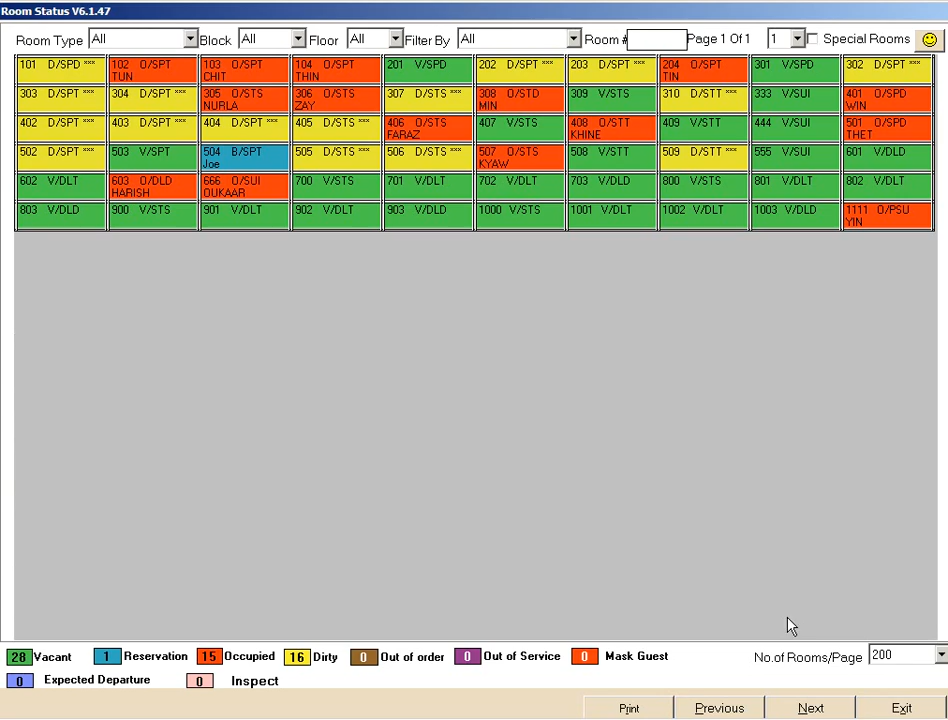 Room Status V6.1.47
Room Type All Block All Floor All Filter By All Room # Page 1 Of 1 1 Special Rooms
101 D/SPD *** 102 O/SPT TUN 103 O/SPT CHIT 104 O/SPT THIN 201 V/SPD 202 D/SPT *** 203 D/SPT *** 204 O/SPT TIN 301 V/SPD 302 D/SPT ***
303 D/SPT *** 304 D/SPT *** 305 O/STS NURLA 306 O/STS ZAY 307 D/STS *** 308 O/STD MIN 309 V/STS 310 D/STT *** 333 V/SUI 401 O/SPD WIN
402 D/SPT *** 403 D/SPT *** 404 D/SPT *** 405 D/STS *** 406 O/STS FARAZ 407 V/STS 408 O/STT KHINE 409 V/STT 444 V/SUI 501 O/SPD THET
502 D/SPT *** 503 V/SPT 504 B/SPT Joe 505 D/STS *** 506 D/STS *** 507 O/STS KYAW 508 V/STT 509 D/STT *** 555 V/SUI 601 V/DLD
602 V/DLT 603 O/DLD HARISH 666 O/SUI OUKAAR 700 V/STS 701 V/DLT 702 V/DLT 703 V/DLD 800 V/STS 801 V/DLT 802 V/DLT
803 V/DLD 900 V/STS 901 V/DLT 902 V/DLT 903 V/DLD 1000 V/STS 1001 V/DLT 1002 V/DLT 1003 V/DLD 1111 O/PSU YIN
28 Vacant 1 Reservation 15 Occupied 16 Dirty 0 Out of order 0 Out of Service 0 Mask Guest No.of Rooms/Page 200
0 Expected Departure 0 Inspect
Print Previous Next Exit